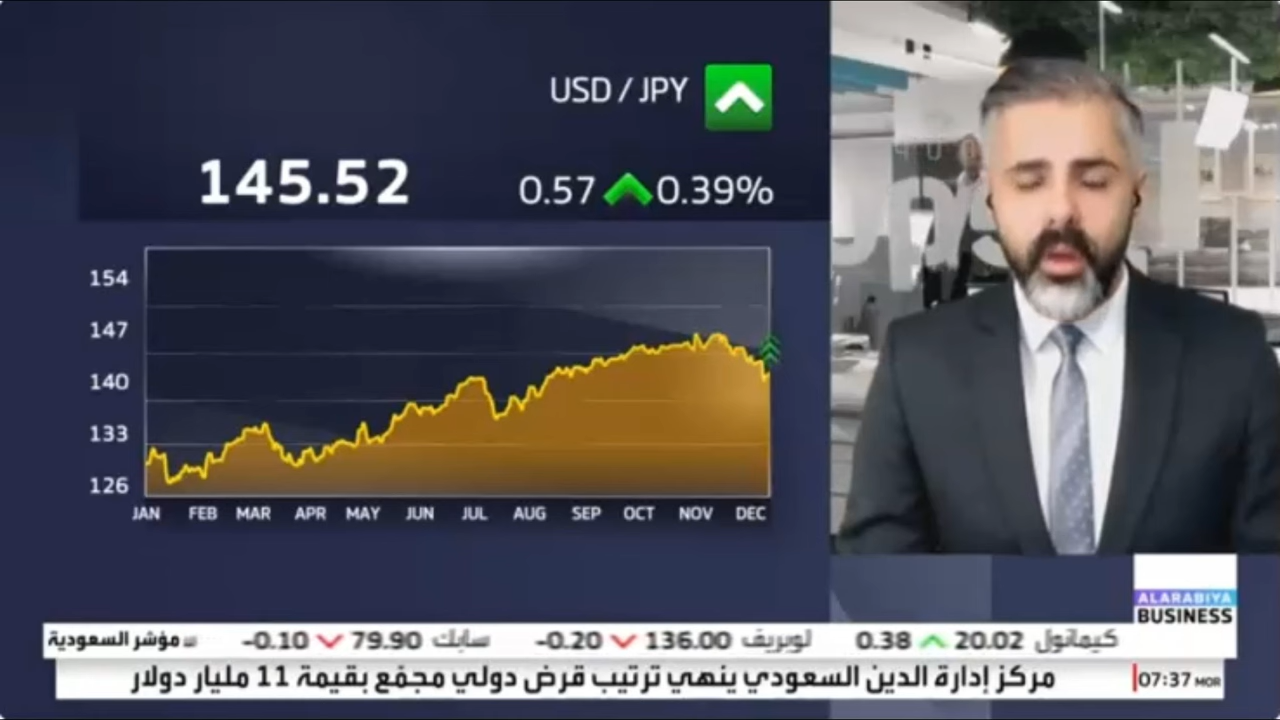 USD / JPY
145.52
0.57 0.39%
154
147
140
133
126
JAN FEB MAR APR MAY JUN JUL AUG SEP OCT NOV DEC
ALARABIYA
BUSINESS
كيمانول 20.02 0.38 لوبريف 136.00 -0.20 سابك 79.90 -0.10 مؤشر السعودية
مركز إدارة الدين السعودي ينهي ترتيب قرض دولي مجمّع بقيمة 11 مليار دولار
07:37 MOR